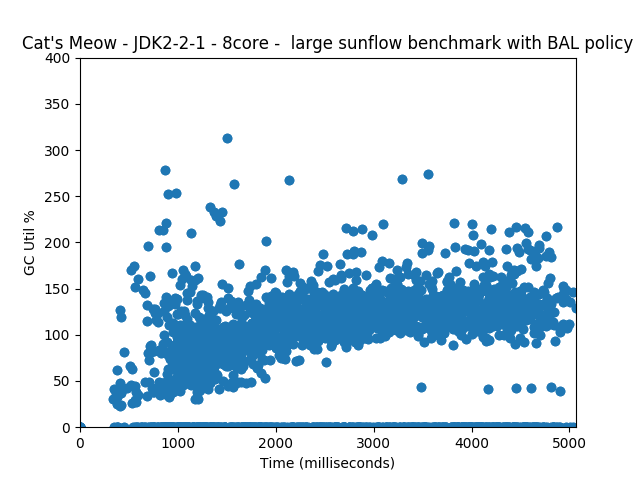 Cat's Meow - JDK2-2-1 - 8core -  large sunflow benchmark with BAL policy
400
350
300
250
200
150
100
50
0
GC Util %
0 1000 2000 3000 4000 5000
Time (milliseconds)